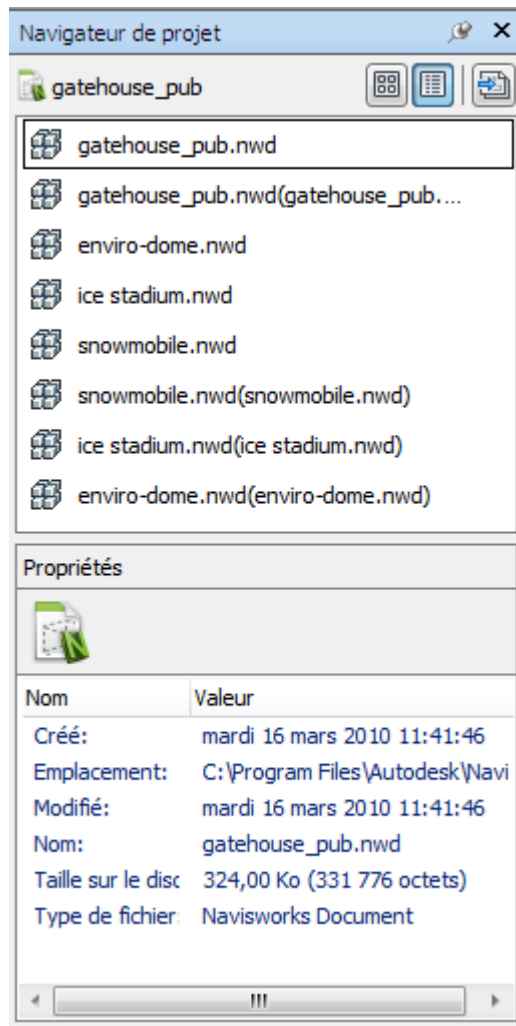 Navigateur de projet
gatehouse_pub
gatehouse_pub.nwd
gatehouse_pub.nwd(gatehouse_pub....
enviro-dome.nwd
ice stadium.nwd
snowmobile.nwd
snowmobile.nwd(snowmobile.nwd)
ice stadium.nwd(ice stadium.nwd)
enviro-dome.nwd(enviro-dome.nwd)
Propriétés
Nom Valeur
Créé: mardi 16 mars 2010 11:41:46
Emplacement: C:\Program Files\Autodesk\Navi
Modifié: mardi 16 mars 2010 11:41:46
Nom: gatehouse_pub.nwd
Taille sur le disc 324,00 Ko (331 776 octets)
Type de fichier: Navisworks Document